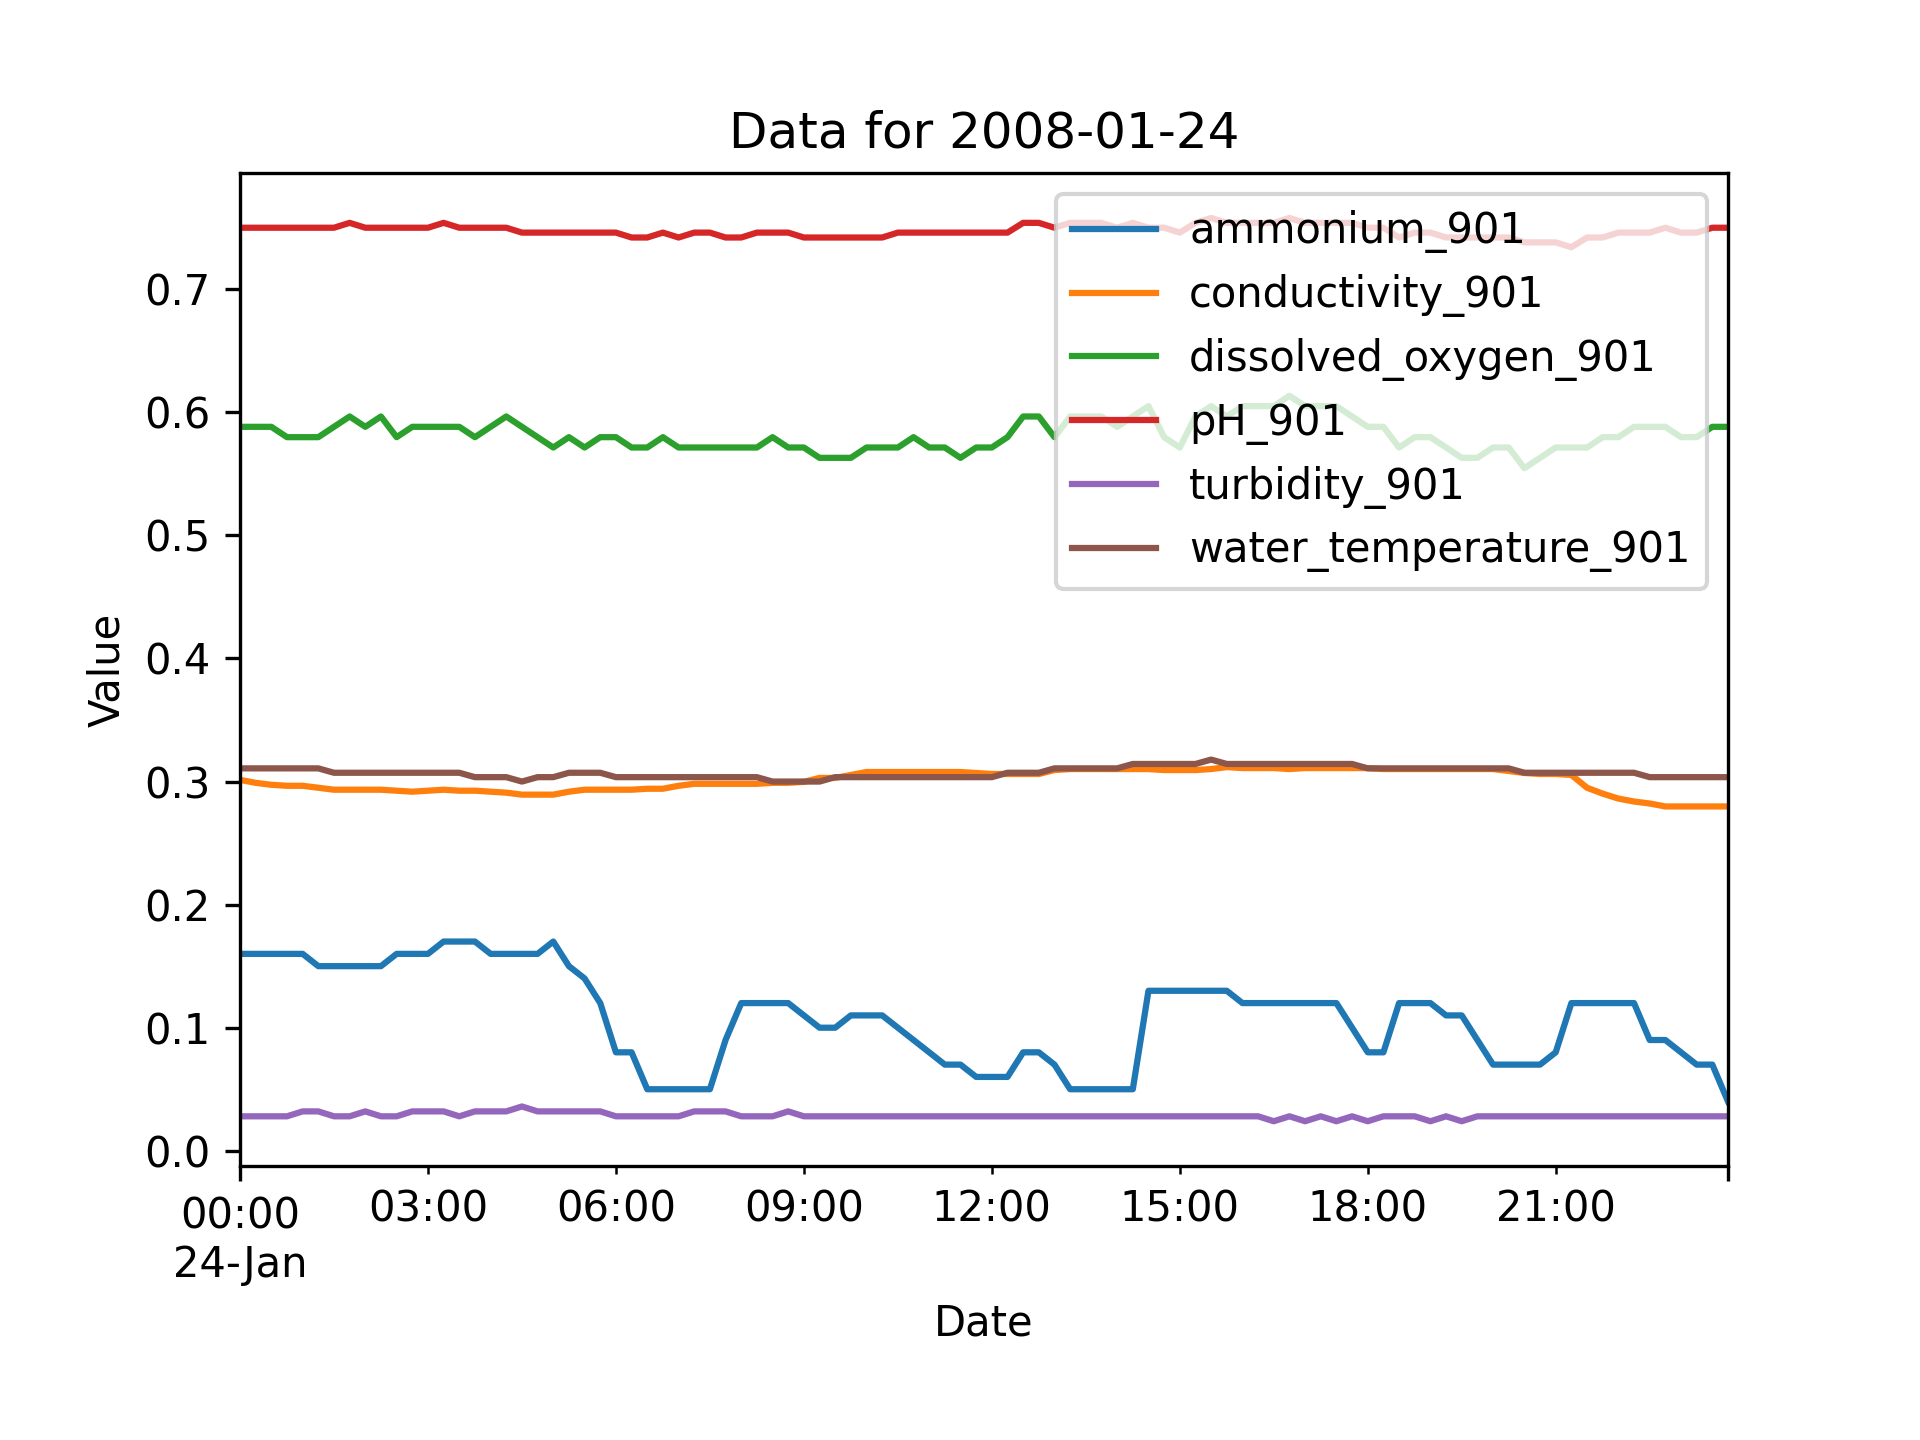 Data for 2008-01-24
ammonium_901
conductivity_901
dissolved_oxygen_901
pH_901
turbidity_901
water_temperature_901
Value
0.7
0.6
0.5
0.4
0.3
0.2
0.1
0.0
00:00 03:00 06:00 09:00 12:00 15:00 18:00 21:00
24-Jan
Date